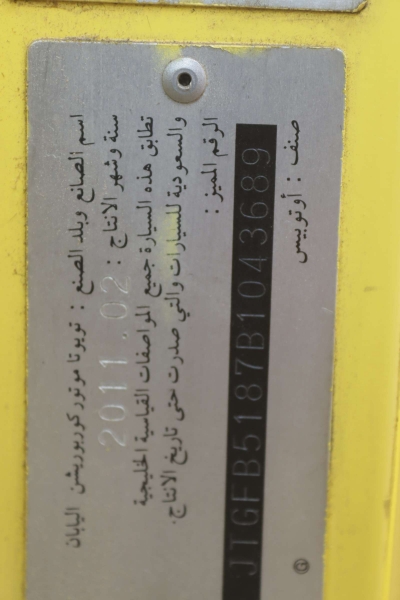 اسم الصانع وبلد الصنع : تويوتا موتور كوربوريشن اليابان
سنة وشهر الانتاج : 2011.02
تطابق هذه السيارة جميع المواصفات القياسية الخليجية
والسعودية للسيارات والتي صدرت حتى تاريخ الانتاج.
الرقم المميز :
JTGFB5187B1043689
صنف : أوتوبيس